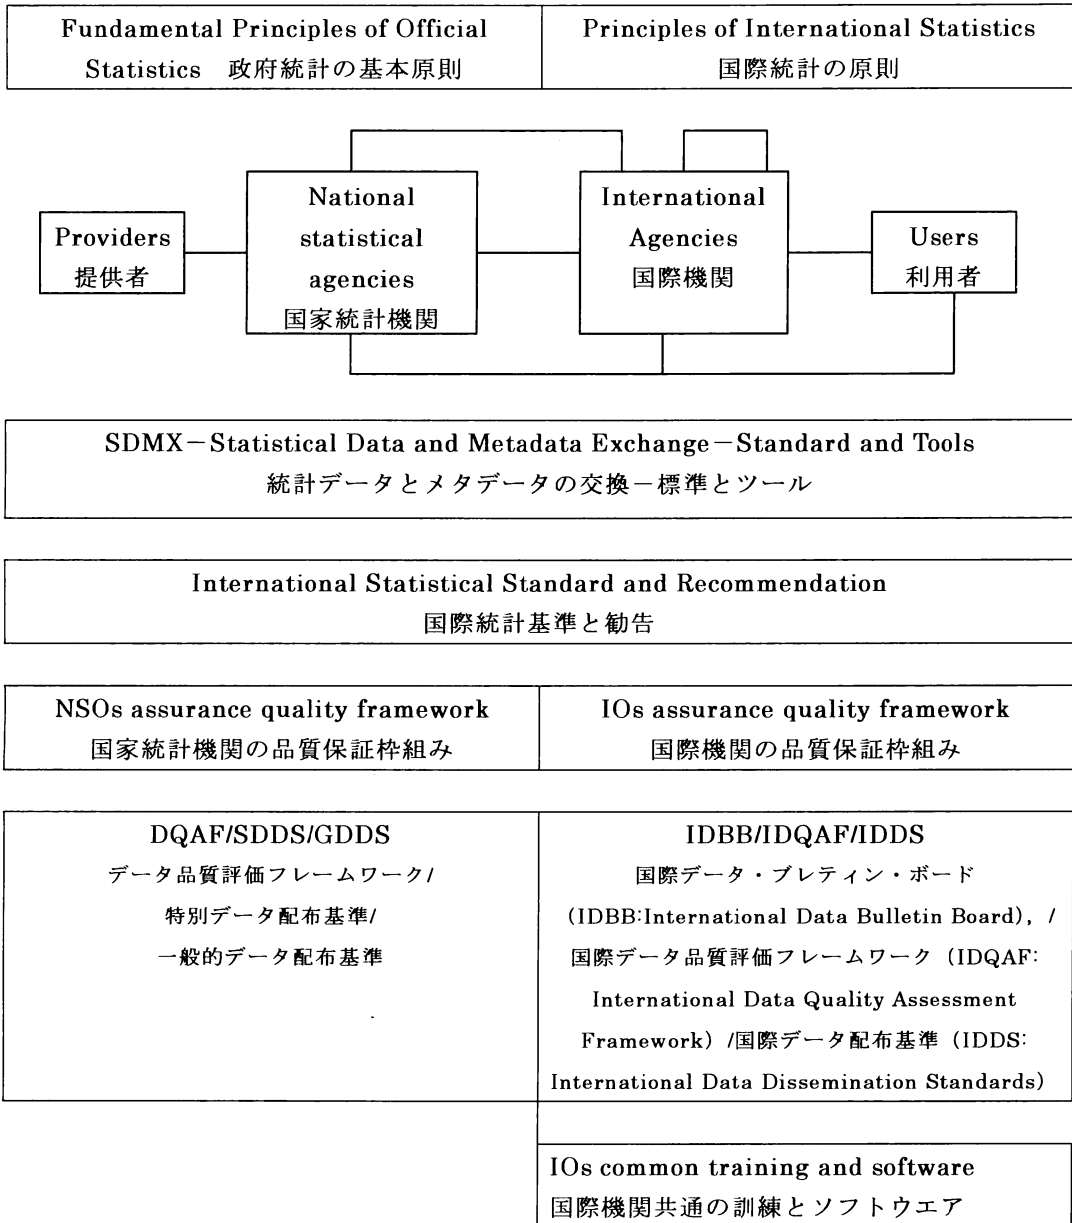 Fundamental Principles of Official
Statistics　政府統計の基本原則
Principles of International Statistics
国際統計の原則
Providers
提供者
National
statistical
agencies
国家統計機関
International
Agencies
国際機関
Users
利用者
SDMX－Statistical Data and Metadata Exchange－Standard and Tools
統計データとメタデータの交換－標準とツール
International Statistical Standard and Recommendation
国際統計基準と勧告
NSOs assurance quality framework
国家統計機関の品質保証枠組み
IOs assurance quality framework
国際機関の品質保証枠組み
DQAF/SDDS/GDDS
データ品質評価フレームワーク/
特別データ配布基準/
一般的データ配布基準
IDBB/IDQAF/IDDS
国際データ・ブレティン・ボード
（IDBB:International Data Bulletin Board），/
国際データ品質評価フレームワーク（IDQAF:
International Data Quality Assessment
Framework）/国際データ配布基準（IDDS:
International Data Dissemination Standards）
IOs common training and software
国際機関共通の訓練とソフトウエア